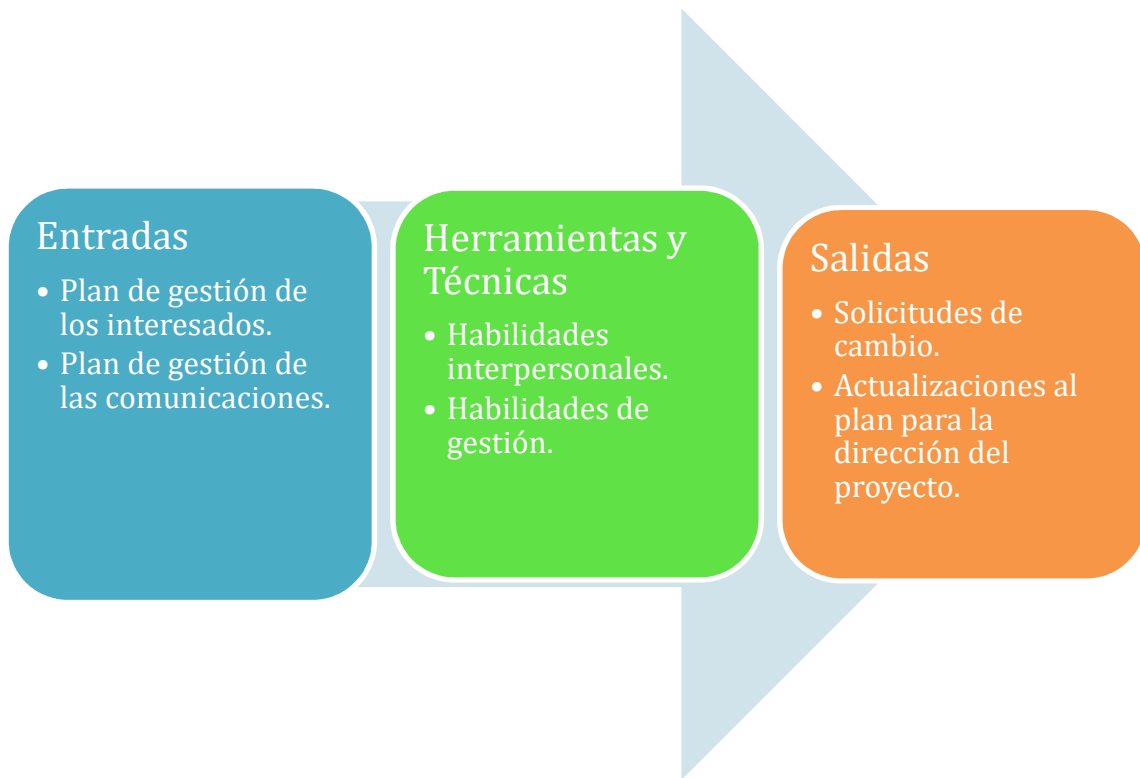 Entradas
• Plan de gestión de
los interesados.
• Plan de gestión de
las comunicaciones.
Herramientas y
Técnicas
• Habilidades
interpersonales.
• Habilidades de
gestión.
Salidas
• Solicitudes de
cambio.
• Actualizaciones al
plan para la
dirección del
proyecto.